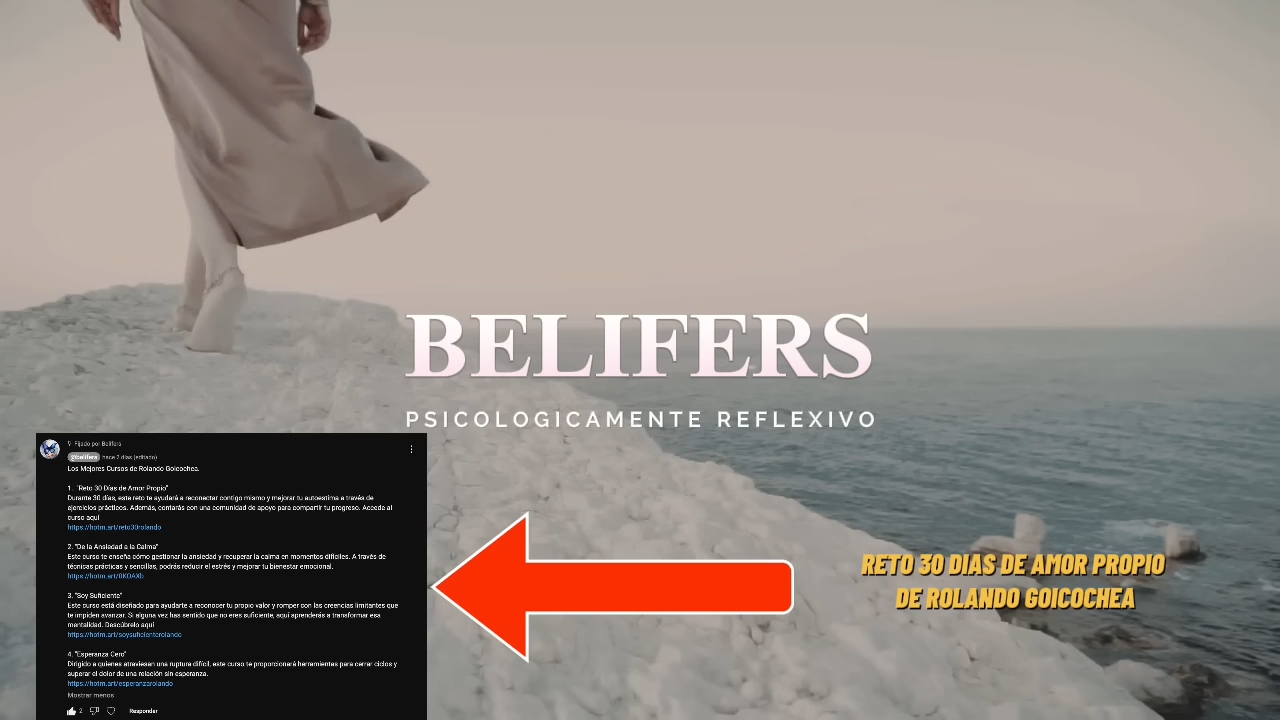 BELIFERS
PSICOLOGICAMENTE REFLEXIVO
Fijado por Belifers
@belifers hace 2 días (editado)
Los Mejores Cursos de Rolando Goicochea.
1. "Reto 30 Días de Amor Propio"
Durante 30 días, este reto te ayudará a reconectar contigo mismo y mejorar tu autoestima a través de
ejercicios prácticos. Además, contarás con una comunidad de apoyo para compartir tu progreso. Accede al
curso aquí
https://hotm.art/reto30rolando
2. "De la Ansiedad a la Calma"
Este curso te enseña cómo gestionar la ansiedad y recuperar la calma en momentos difíciles. A través de
técnicas prácticas y sencillas, podrás reducir el estrés y mejorar tu bienestar emocional.
https://hotm.art/0KOAXb
3. "Soy Suficiente"
Este curso está diseñado para ayudarte a reconocer tu propio valor y romper con las creencias limitantes que
te impiden avanzar. Si alguna vez has sentido que no eres suficiente, aquí aprenderás a transformar esa
mentalidad. Descúbrelo aquí
https://hotm.art/soysuficienterolando
4. "Esperanza Cero"
Dirigido a quienes atraviesan una ruptura difícil, este curso te proporcionará herramientas para cerrar ciclos y
superar el dolor de una relación sin esperanza.
https://hotm.art/esperanzarolando
Mostrar menos
2 Responder
RETO 30 DIAS DE AMOR PROPIO
DE ROLANDO GOICOCHEA